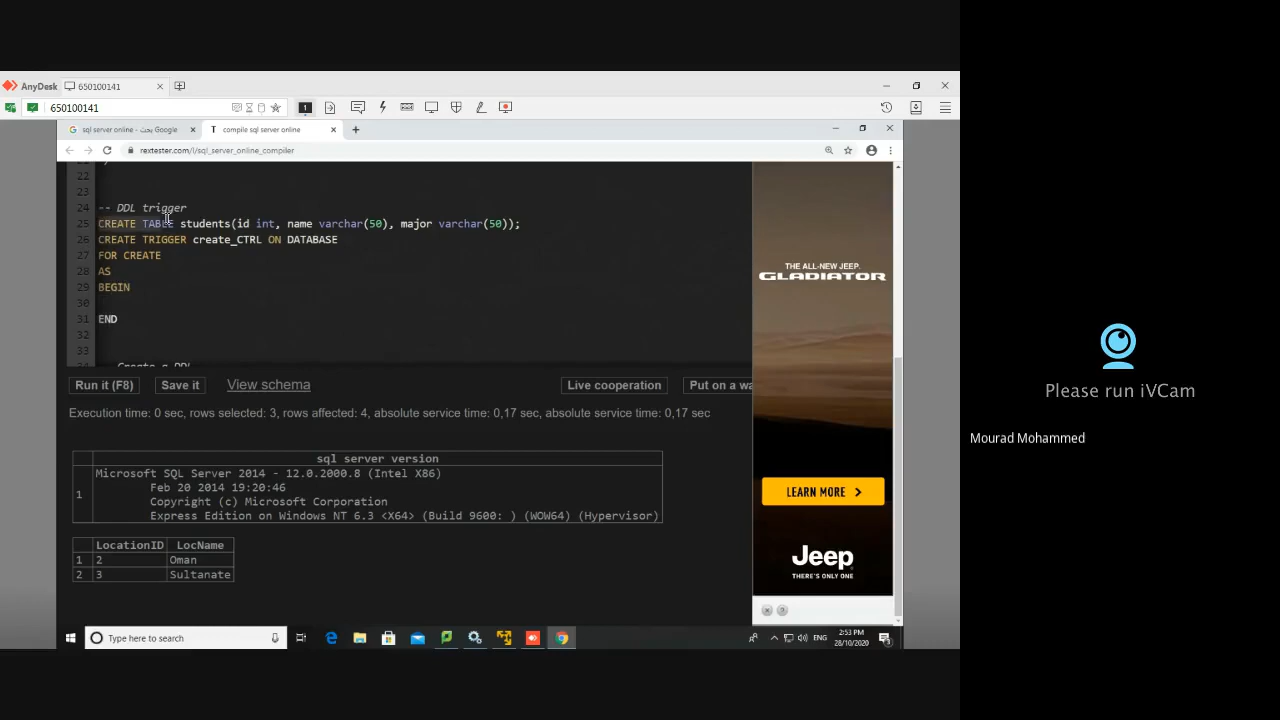 AnyDesk 650100141
650100141
sql server online - بحث Google compile sql server online
rextester.com/l/sql_server_online_compiler
22
23
24 -- DDL trigger
25 CREATE TABLE students(id int, name varchar(50), major varchar(50));
26 CREATE TRIGGER create_CTRL ON DATABASE
27 FOR CREATE
28 AS
29 BEGIN
30
31 END
32
33
Create a DDL
Run it (F8) Save it View schema Live cooperation Put on a wa
Execution time: 0 sec, rows selected: 3, rows affected: 4, absolute service time: 0,17 sec, absolute service time: 0,17 sec
sql server version
1 Microsoft SQL Server 2014 - 12.0.2000.8 (Intel X86)
Feb 20 2014 19:20:46
Copyright (c) Microsoft Corporation
Express Edition on Windows NT 6.3 <X64> (Build 9600: ) (WOW64) (Hypervisor)
LocationID LocName
1 2 Oman
2 3 Sultanate
THE ALL-NEW JEEP.
GLADIATOR
LEARN MORE >
Jeep
THERE'S ONLY ONE
Type here to search
ENG
2:53 PM
28/10/2020
Please run iVCam
Mourad Mohammed